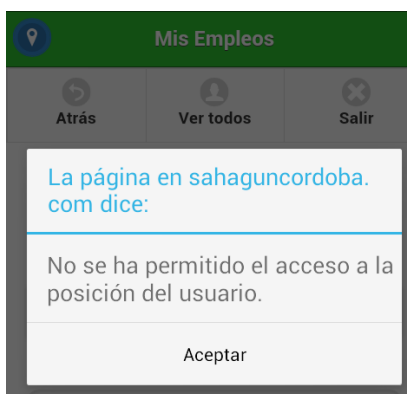 Mis Empleos
Atrás Ver todos Salir
La página en sahaguncordoba.
com dice:
No se ha permitido el acceso a la
posición del usuario.
Aceptar